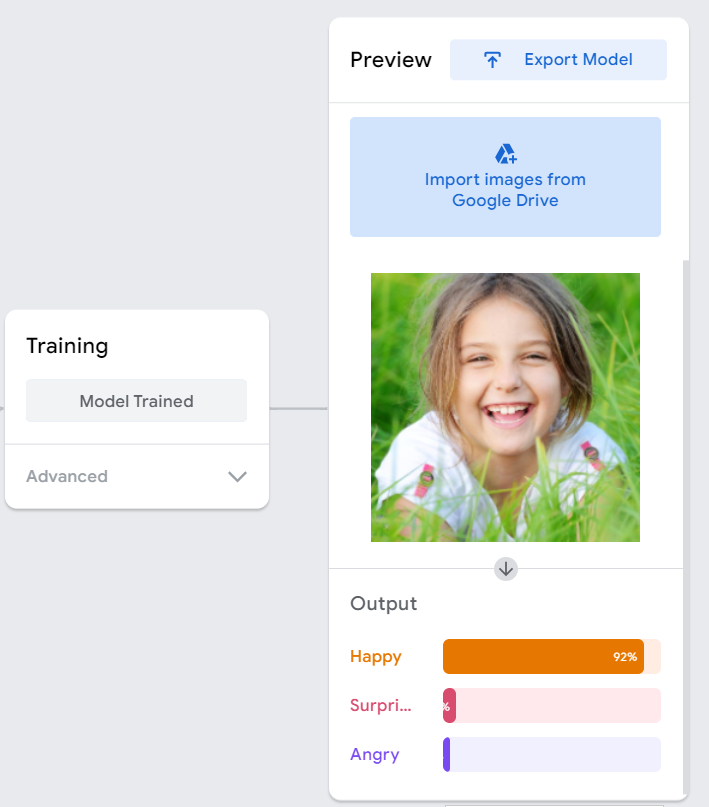 Preview
Export Model
Import images from
Google Drive
Training
Model Trained
Advanced
Output
Happy
92%
Surpri...
%
Angry